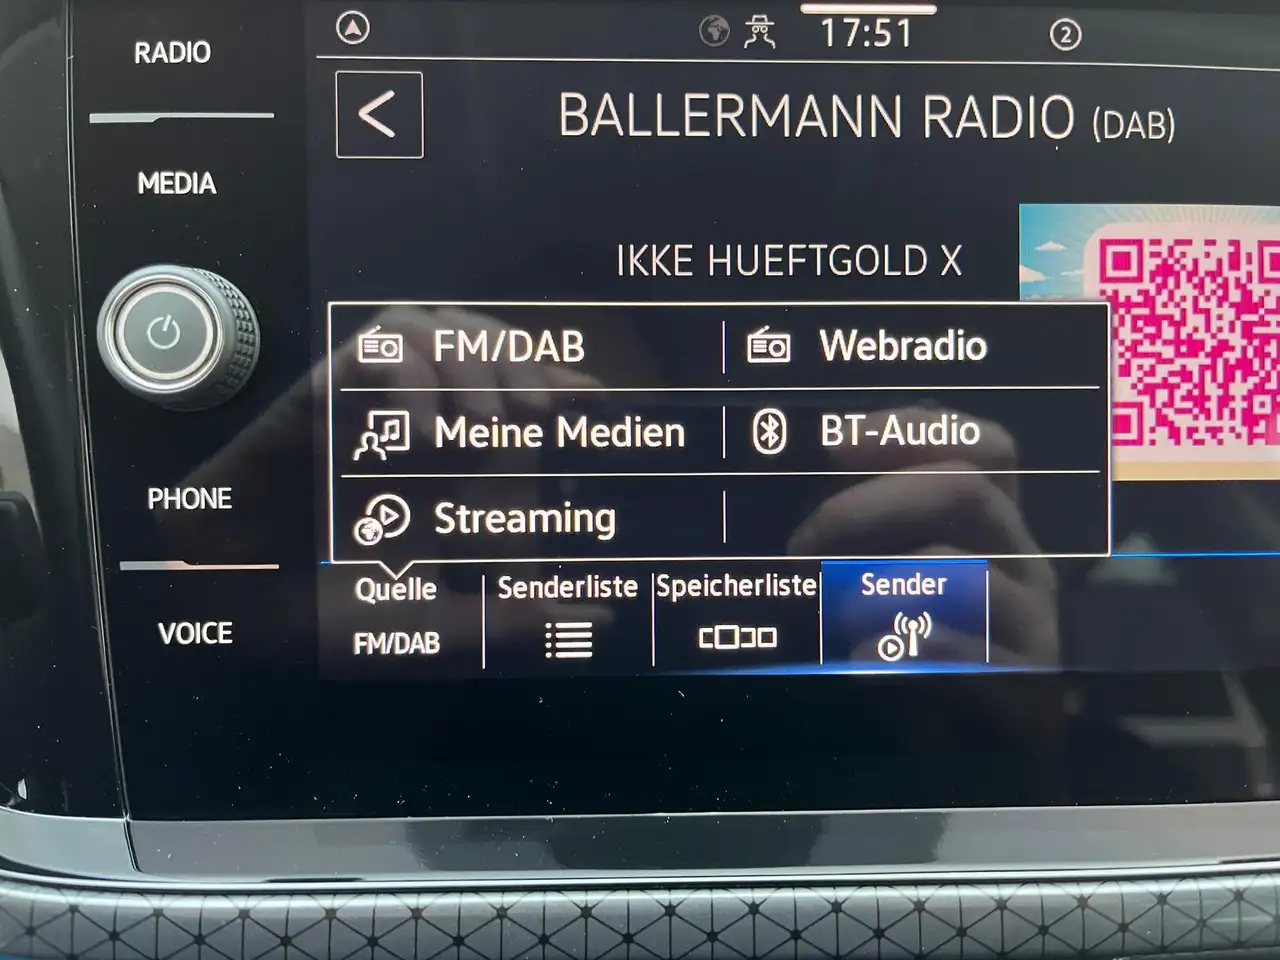 RADIO
17:51
2
BALLERMANN RADIO (DAB)
MEDIA
IKKE HUEFTGOLD X
FM/DAB
Webradio
Meine Medien
BT-Audio
Streaming
PHONE
Quelle
FM/DAB
Senderliste
Speicherliste
Sender
VOICE